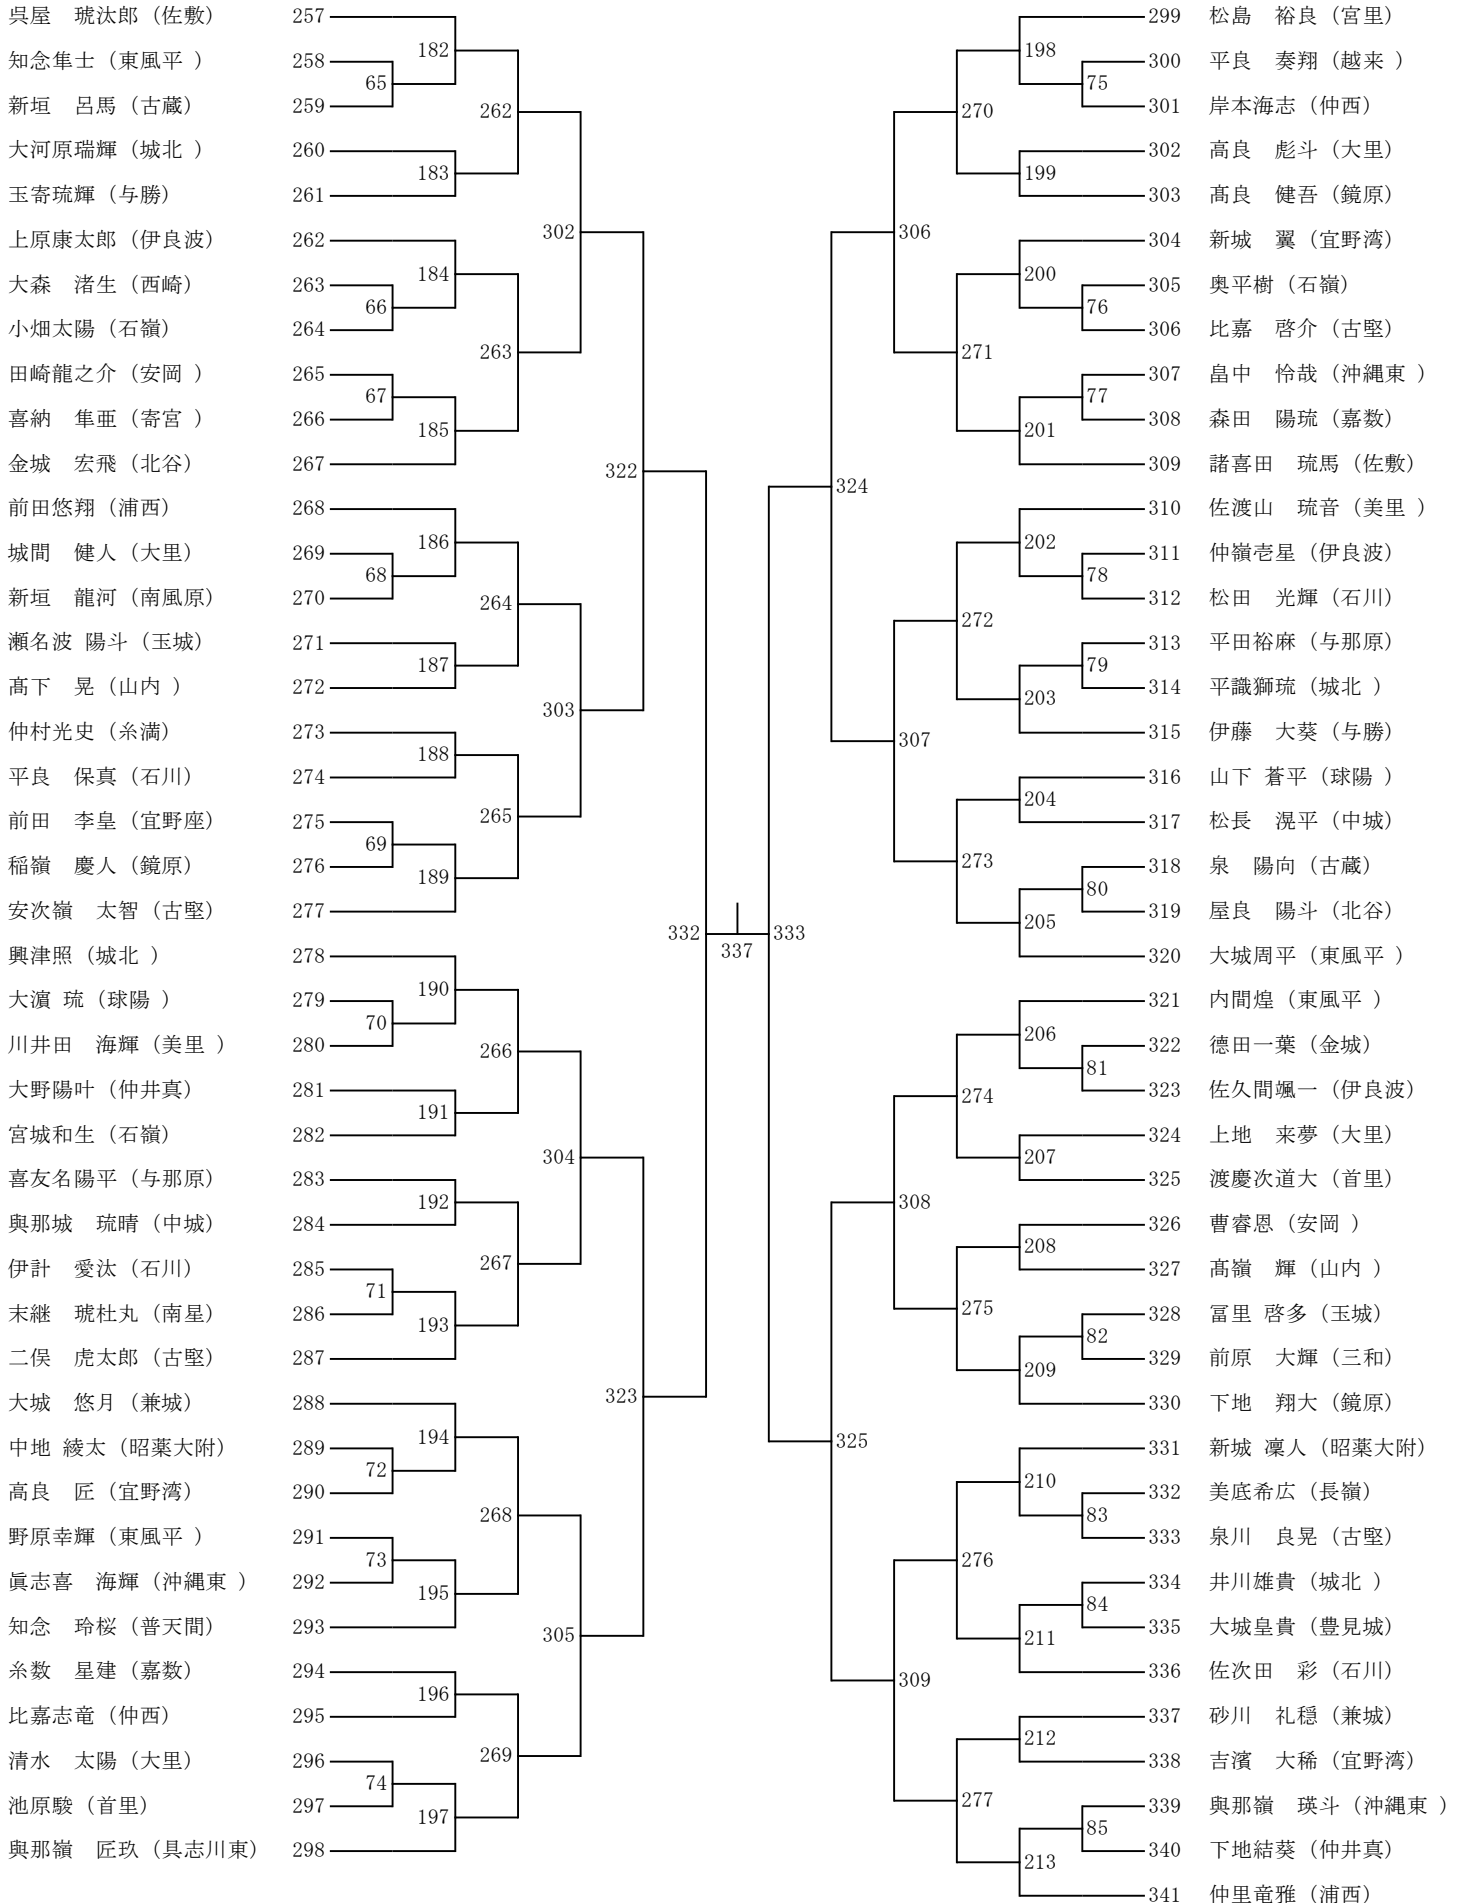 呉屋　琥汰郎（佐敷） 257
知念隼士（東風平 ） 258
新垣　呂馬（古蔵） 259
大河原瑞輝（城北 ） 260
玉寄琉輝（与勝） 261
上原康太郎（伊良波） 262
大森　渚生（西崎） 263
小畑太陽（石嶺） 264
田崎龍之介（安岡 ） 265
喜納　隼亜（寄宮 ） 266
金城　宏飛（北谷） 267
前田悠翔（浦西） 268
城間　健人（大里） 269
新垣　龍河（南風原） 270
瀬名波 陽斗（玉城） 271
髙下　晃（山内 ） 272
仲村光史（糸満） 273
平良　保真（石川） 274
前田　李皇（宜野座） 275
稲嶺　慶人（鏡原） 276
安次嶺　太智（古堅） 277
興津照（城北 ） 278
大濵 琉（球陽 ） 279
川井田　海輝（美里 ） 280
大野陽叶（仲井真） 281
宮城和生（石嶺） 282
喜友名陽平（与那原） 283
與那城　琉晴（中城） 284
伊計　愛汰（石川） 285
末継　琥杜丸（南星） 286
二俣　虎太郎（古堅） 287
大城　悠月（兼城） 288
中地 綾太（昭薬大附） 289
高良　匠（宜野湾） 290
野原幸輝（東風平 ） 291
眞志喜　海輝（沖縄東 ） 292
知念　玲桜（普天間） 293
糸数　星建（嘉数） 294
比嘉志竜（仲西） 295
清水　太陽（大里） 296
池原駿（首里） 297
與那嶺　匠玖（具志川東） 298
65
66
67
68
69
70
71
72
73
74
182
183
184
185
186
187
188
189
190
191
192
193
194
195
196
197
262
263
264
265
266
267
268
269
302
303
304
305
322
323
332
337
333
324
325
306
307
308
309
270
271
272
273
274
275
276
277
198
199
200
201
202
203
204
205
206
207
208
209
210
211
212
213
75
76
77
78
79
80
81
82
83
84
85
299 松島　裕良（宮里）
300 平良　奏翔（越来 ）
301 岸本海志（仲西）
302 高良　彪斗（大里）
303 髙良　健吾（鏡原）
304 新城　翼（宜野湾）
305 奥平樹（石嶺）
306 比嘉　啓介（古堅）
307 畠中　怜哉（沖縄東 ）
308 森田　陽琉（嘉数）
309 諸喜田　琉馬（佐敷）
310 佐渡山　琉音（美里 ）
311 仲嶺壱星（伊良波）
312 松田　光輝（石川）
313 平田裕麻（与那原）
314 平識獅琉（城北 ）
315 伊藤　大葵（与勝）
316 山下 蒼平（球陽 ）
317 松長　滉平（中城）
318 泉　陽向（古蔵）
319 屋良　陽斗（北谷）
320 大城周平（東風平 ）
321 内間煌（東風平 ）
322 德田一葉（金城）
323 佐久間颯一（伊良波）
324 上地　来夢（大里）
325 渡慶次道大（首里）
326 曹睿恩（安岡 ）
327 髙嶺　輝（山内 ）
328 冨里 啓多（玉城）
329 前原　大輝（三和）
330 下地　翔大（鏡原）
331 新城 凜人（昭薬大附）
332 美底希広（長嶺）
333 泉川　良晃（古堅）
334 井川雄貴（城北 ）
335 大城皇貴（豊見城）
336 佐次田　彩（石川）
337 砂川　礼穏（兼城）
338 吉濱　大稀（宜野湾）
339 與那嶺　瑛斗（沖縄東 ）
340 下地結葵（仲井真）
341 仲里竜雅（浦西）